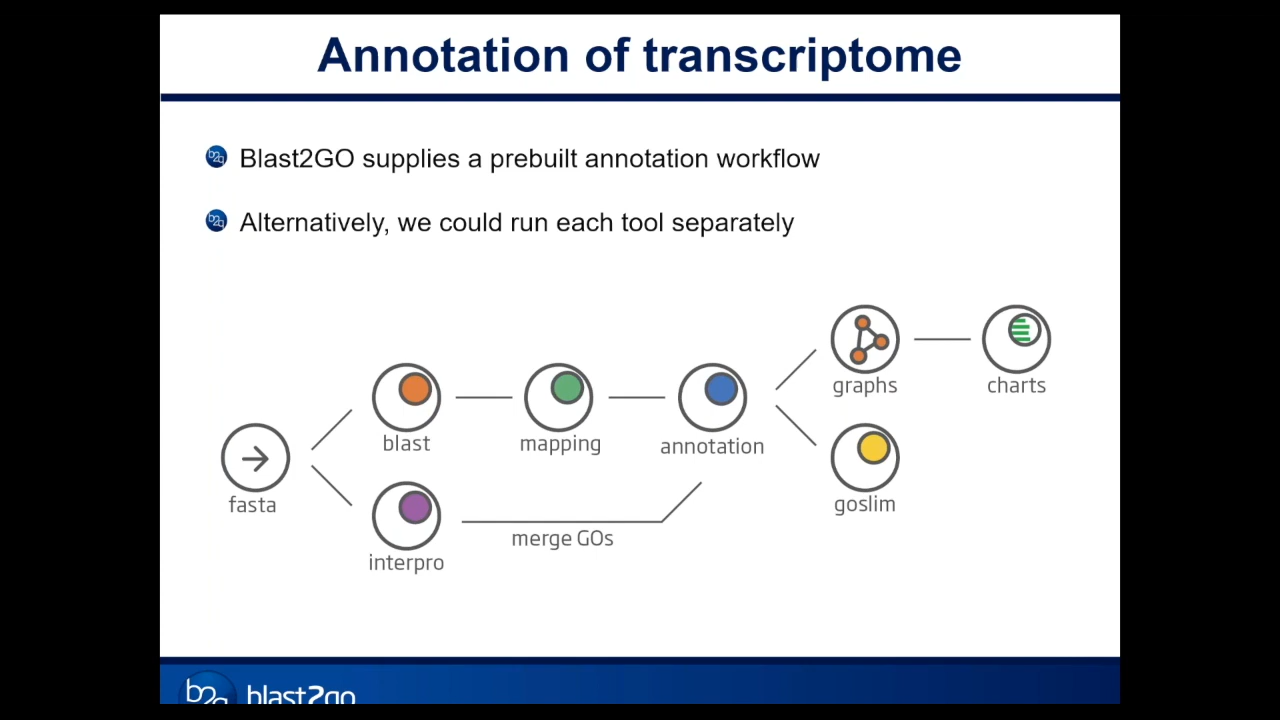 Annotation of transcriptome
Blast2GO supplies a prebuilt annotation workflow
Alternatively, we could run each tool separately
graphs
charts
blast
mapping
annotation
fasta
goslim
merge GOs
interpro
b2g blast2go